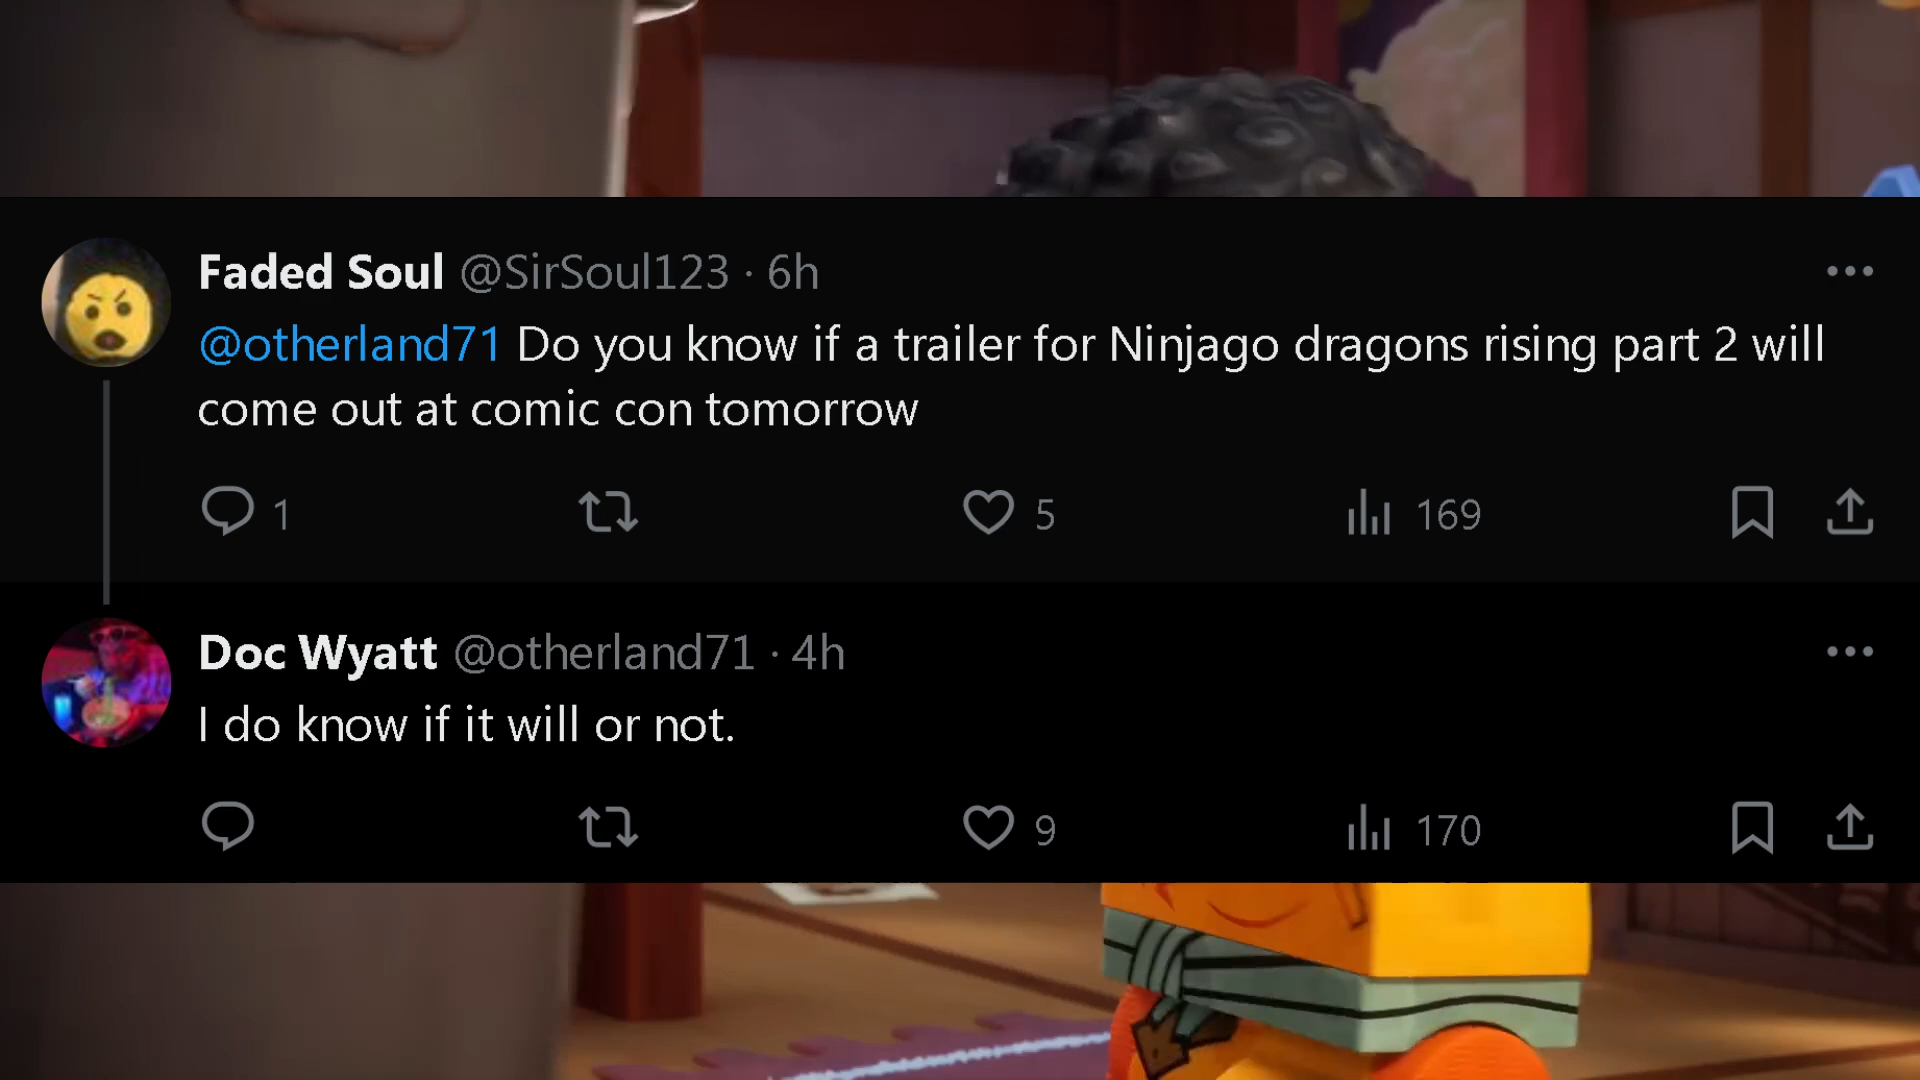 Faded Soul @SirSoul123 · 6h
@otherland71 Do you know if a trailer for Ninjago dragons rising part 2 will
come out at comic con tomorrow
1 5 169
Doc Wyatt @otherland71 · 4h
I do know if it will or not.
9 170